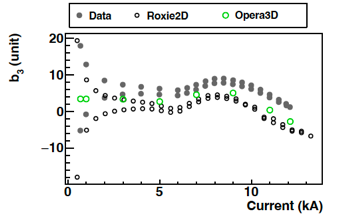 Data Roxie2D Opera3D
b3 (unit)
20
10
0
−10
0 5 10
Current (kA)